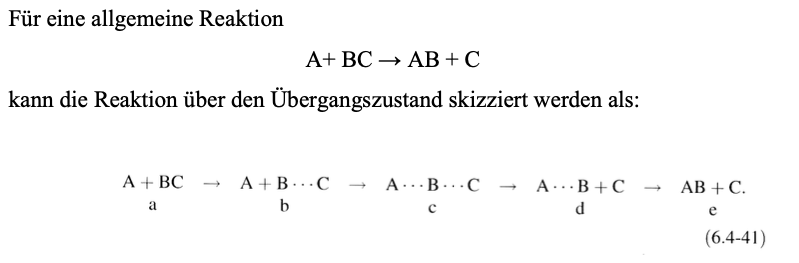 Für eine allgemeine Reaktion
A+ BC → AB + C
kann die Reaktion über den Übergangszustand skizziert werden als:
A + BC → A + B···C → A···B···C → A···B + C → AB + C.
a b c d e
(6.4-41)